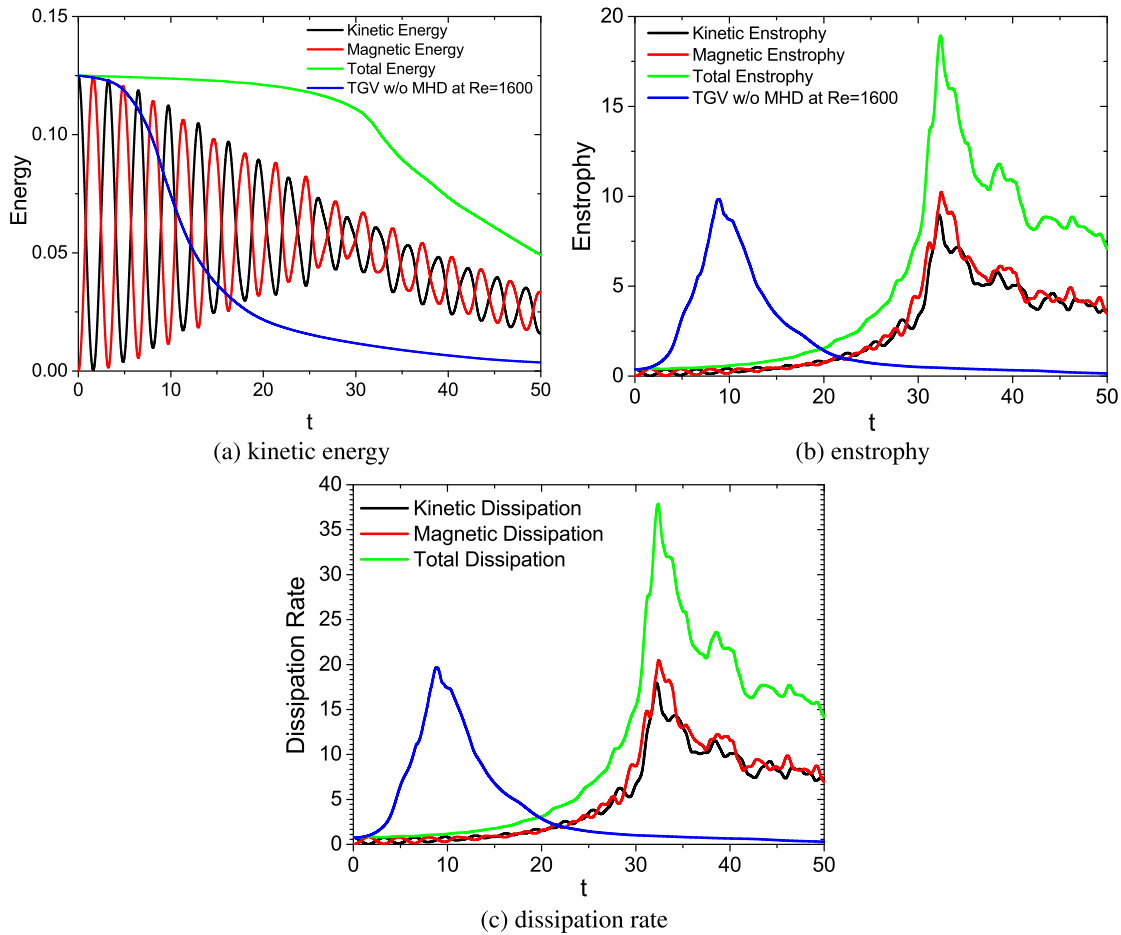 Kinetic Energy
Magnetic Energy
Total Energy
TGV w/o MHD at Re=1600
0.15
0.10
0.05
0.00
Energy
0 10 20 30 40 50
t
(a) kinetic energy
Kinetic Enstrophy
Magnetic Enstrophy
Total Enstrophy
TGV w/o MHD at Re=1600
20
15
10
5
0
Enstrophy
0 10 20 30 40 50
t
(b) enstrophy
Kinetic Dissipation
Magnetic Dissipation
Total Dissipation
40
35
30
25
20
15
10
5
0
Dissipation Rate
0 10 20 30 40 50
t
(c) dissipation rate